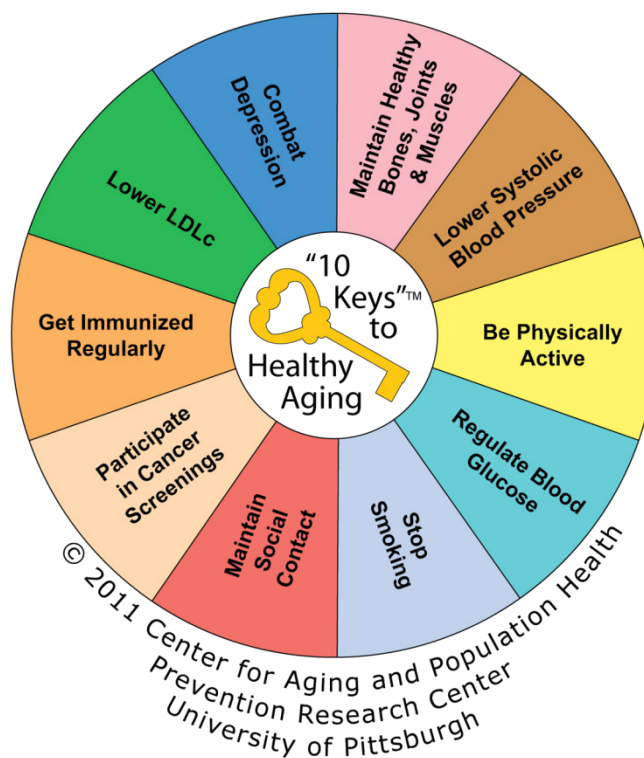 "10
Keys"™
to
Healthy
Aging
Maintain Healthy
Bones, Joints
& Muscles
Lower Systolic
Blood Pressure
Be Physically
Active
Regulate Blood
Glucose
Stop
Smoking
Maintain
Social
Contact
Participate
in Cancer
Screenings
Get Immunized
Regularly
Lower LDLc
Combat
Depression
© 2011 Center for Aging and Population Health
Prevention Research Center
University of Pittsburgh